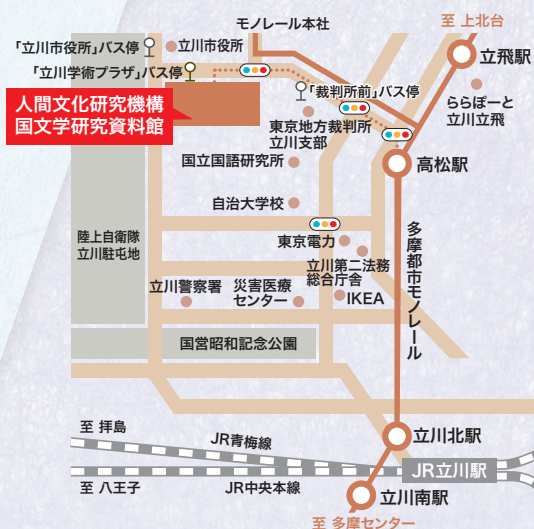 モノレール本社
至 上北台
「立川市役所」バス停
立川市役所
立飛駅
「立川学術プラザ」バス停
「裁判所前」バス停
ららぽーと
立川立飛
人間文化研究機構
国文学研究資料館
東京地方裁判所
立川支部
国立国語研究所
高松駅
自治大学校
陸上自衛隊
立川駐屯地
東京電力
多摩都市モノレール
立川第二法務
総合庁舎
立川警察署
災害医療
センター
IKEA
国営昭和記念公園
至 拝島
JR青梅線
立川北駅
JR立川駅
至 八王子
JR中央本線
立川南駅
至 多摩センター